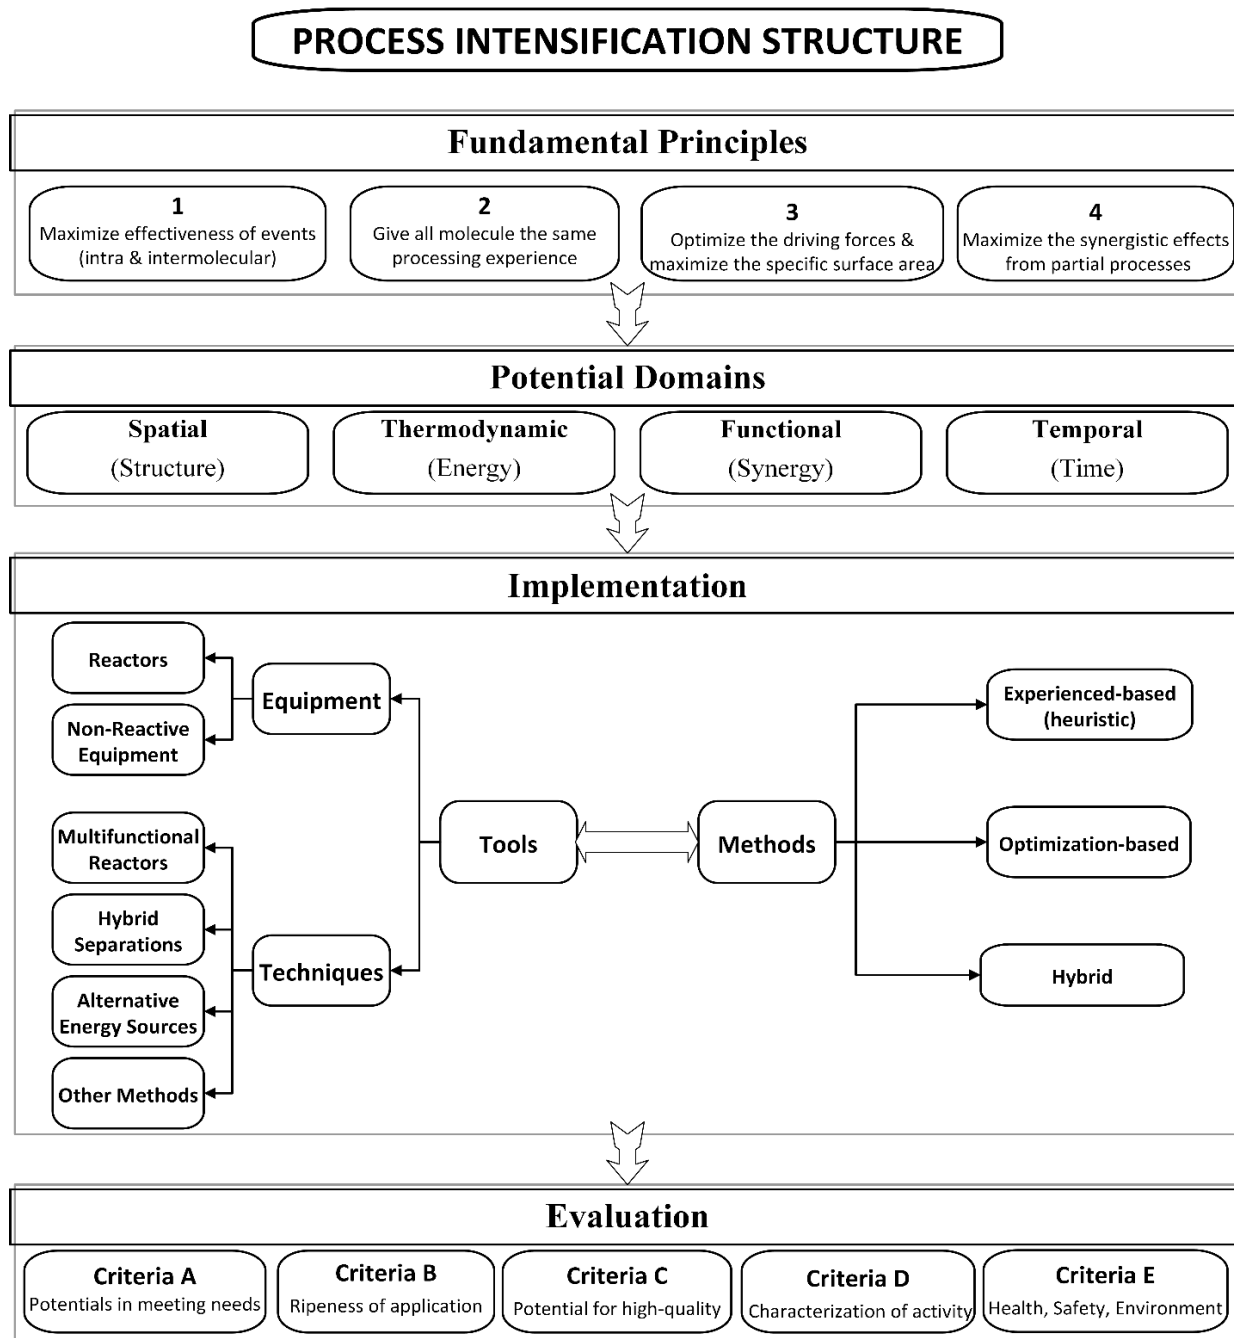 PROCESS INTENSIFICATION STRUCTURE
Fundamental Principles
1
Maximize effectiveness of events
(intra & intermolecular)
2
Give all molecule the same
processing experience
3
Optimize the driving forces &
maximize the specific surface area
4
Maximize the synergistic effects
from partial processes
Potential Domains
Spatial
(Structure)
Thermodynamic
(Energy)
Functional
(Synergy)
Temporal
(Time)
Implementation
Reactors
Non-Reactive
Equipment
Equipment
Multifunctional
Reactors
Hybrid
Separations
Alternative
Energy Sources
Other Methods
Techniques
Tools
Methods
Experienced-based
(heuristic)
Optimization-based
Hybrid
Evaluation
Criteria A
Potentials in meeting needs
Criteria B
Ripeness of application
Criteria C
Potential for high-quality
Criteria D
Characterization of activity
Criteria E
Health, Safety, Environment